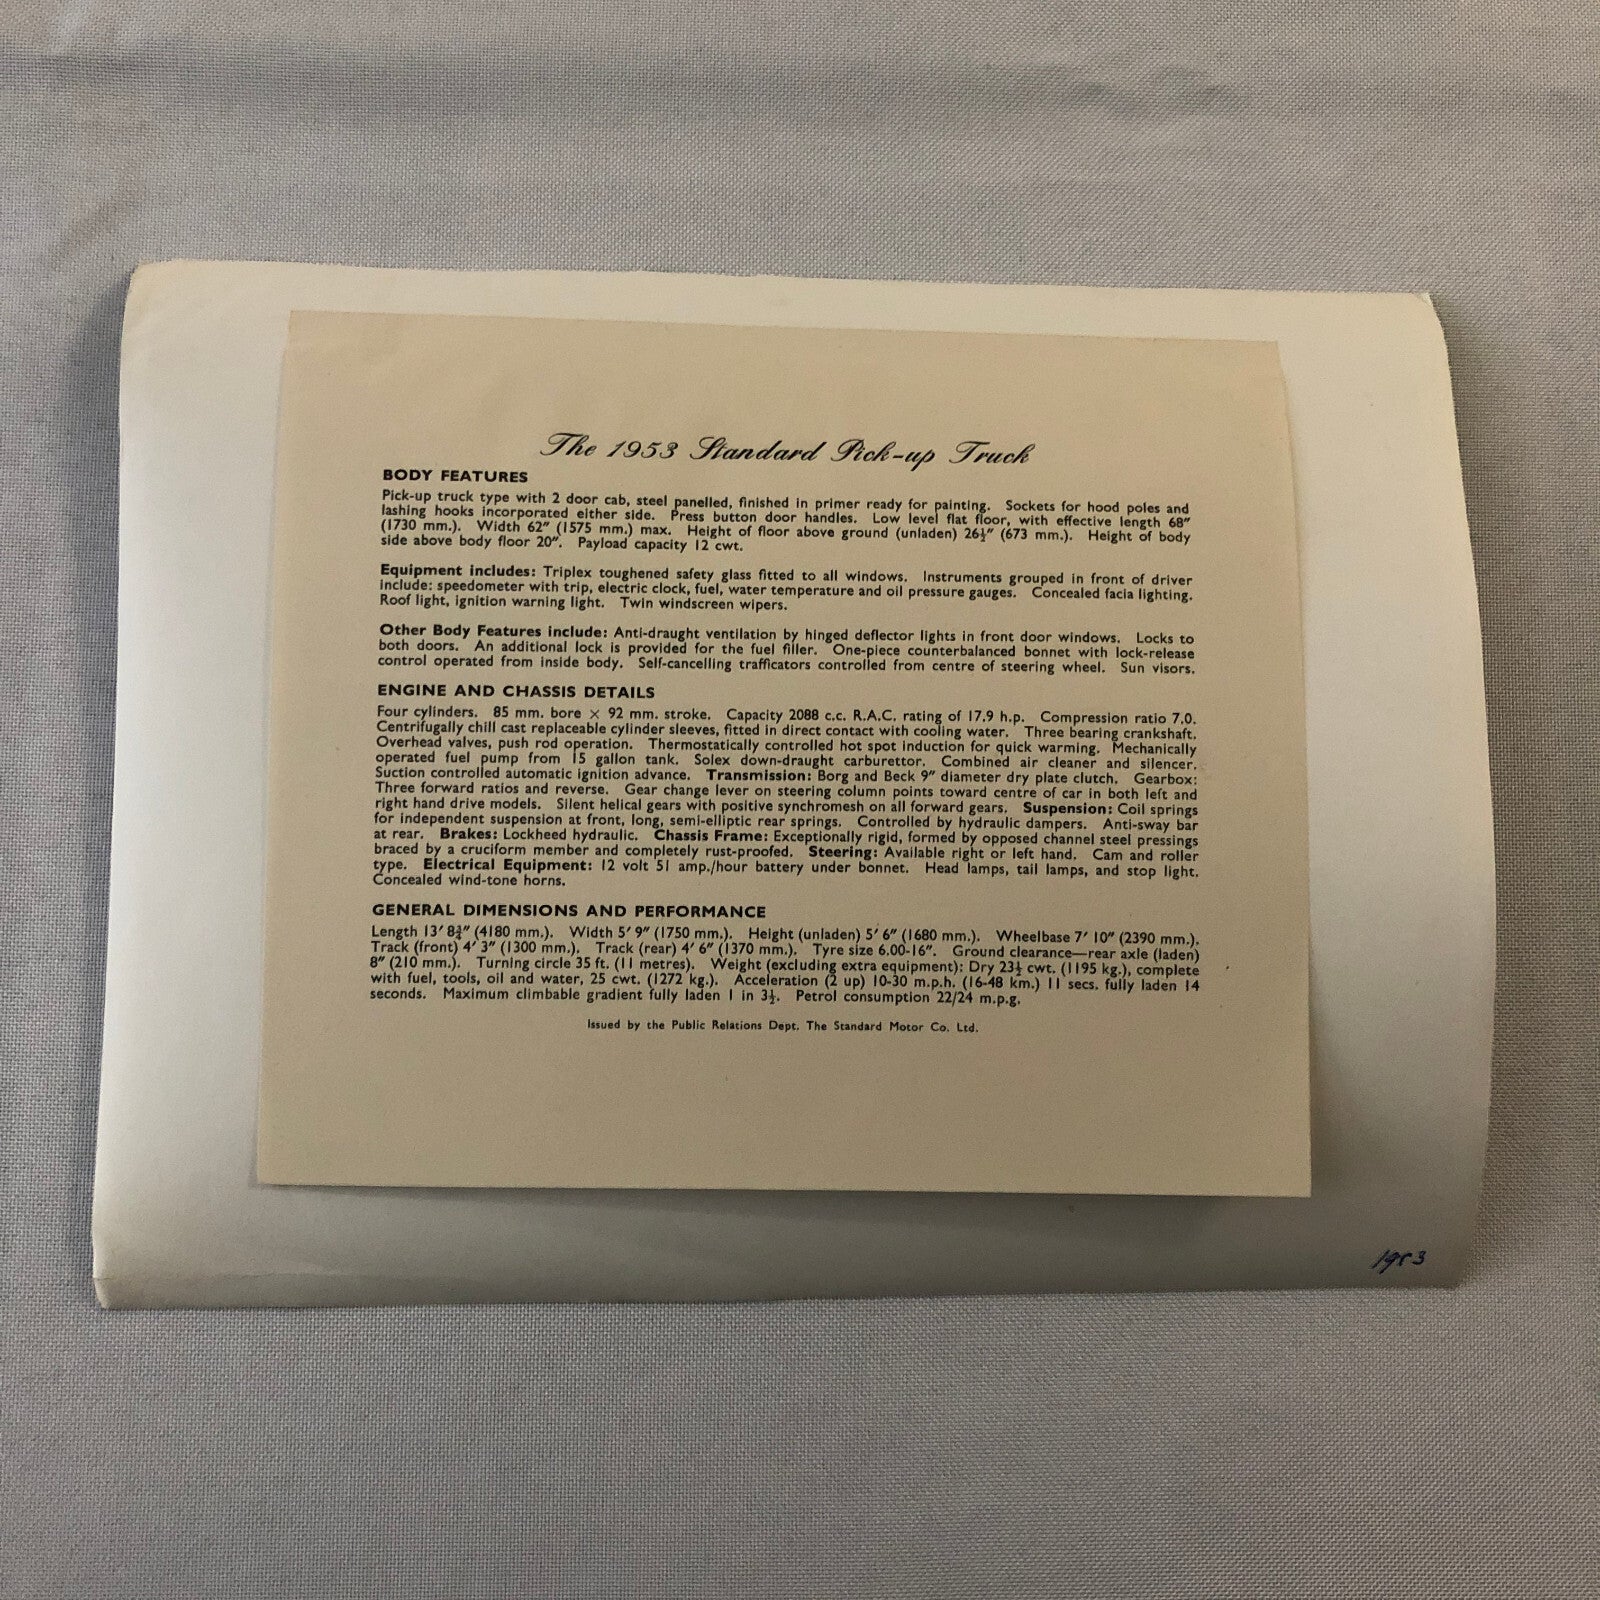 The 1953 Standard Pick-up Truck
BODY FEATURES
Pick-up truck type with 2 door cab, steel panelled, finished in primer ready for painting. Sockets for hood poles and
lashing hooks incorporated either side. Press button door handles. Low level flat floor, with effective length 68″
(1730 mm.). Width 62″ (1575 mm.) max. Height of floor above ground (unladen) 26½″ (673 mm.). Height of body
side above body floor 20″. Payload capacity 12 cwt.
Equipment includes: Triplex toughened safety glass fitted to all windows. Instruments grouped in front of driver
include: speedometer with trip, electric clock, fuel, water temperature and oil pressure gauges. Concealed facia lighting.
Roof light, ignition warning light. Twin windscreen wipers.
Other Body Features include: Anti-draught ventilation by hinged deflector lights in front door windows. Locks to
both doors. An additional lock is provided for the fuel filler. One-piece counterbalanced bonnet with lock-release
control operated from inside body. Self-cancelling trafficators controlled from centre of steering wheel. Sun visors.
ENGINE AND CHASSIS DETAILS
Four cylinders. 85 mm. bore × 92 mm. stroke. Capacity 2088 c.c. R.A.C. rating of 17.9 h.p. Compression ratio 7.0.
Centrifugally chill cast replaceable cylinder sleeves, fitted in direct contact with cooling water. Three bearing crankshaft.
Overhead valves, push rod operation. Thermostatically controlled hot spot induction for quick warming. Mechanically
operated fuel pump from 15 gallon tank. Solex down-draught carburettor. Combined air cleaner and silencer.
Suction controlled automatic ignition advance. Transmission: Borg and Beck 9″ diameter dry plate clutch. Gearbox:
Three forward ratios and reverse. Gear change lever on steering column points toward centre of car in both left and
right hand drive models. Silent helical gears with positive synchromesh on all forward gears. Suspension: Coil springs
for independent suspension at front, long, semi-elliptic rear springs. Controlled by hydraulic dampers. Anti-sway bar
at rear. Brakes: Lockheed hydraulic. Chassis Frame: Exceptionally rigid, formed by opposed channel steel pressings
braced by a cruciform member and completely rust-proofed. Steering: Available right or left hand. Cam and roller
type. Electrical Equipment: 12 volt 51 amp./hour battery under bonnet. Head lamps, tail lamps, and stop light.
Concealed wind-tone horns.
GENERAL DIMENSIONS AND PERFORMANCE
Length 13′ 8¾″ (4180 mm.). Width 5′ 9″ (1750 mm.). Height (unladen) 5′ 6″ (1680 mm.). Wheelbase 7′ 10″ (2390 mm.).
Track (front) 4′ 3″ (1300 mm.). Track (rear) 4′ 6″ (1370 mm.). Tyre size 6.00-16″. Ground clearance—rear axle (laden)
8″ (210 mm.). Turning circle 35 ft. (11 metres). Weight (excluding extra equipment): Dry 23½ cwt. (1195 kg.), complete
with fuel, tools, oil and water, 25 cwt. (1272 kg.). Acceleration (2 up) 10-30 m.p.h. (16-48 km.) 11 secs. fully laden 14
seconds. Maximum climbable gradient fully laden 1 in 3½. Petrol consumption 22/24 m.p.g.
Issued by the Public Relations Dept. The Standard Motor Co. Ltd.
1953